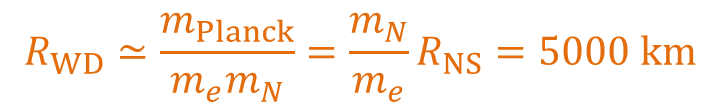 R_WD ≃ m_Planck / (m_e m_N) = (m_N / m_e) R_NS = 5000 km